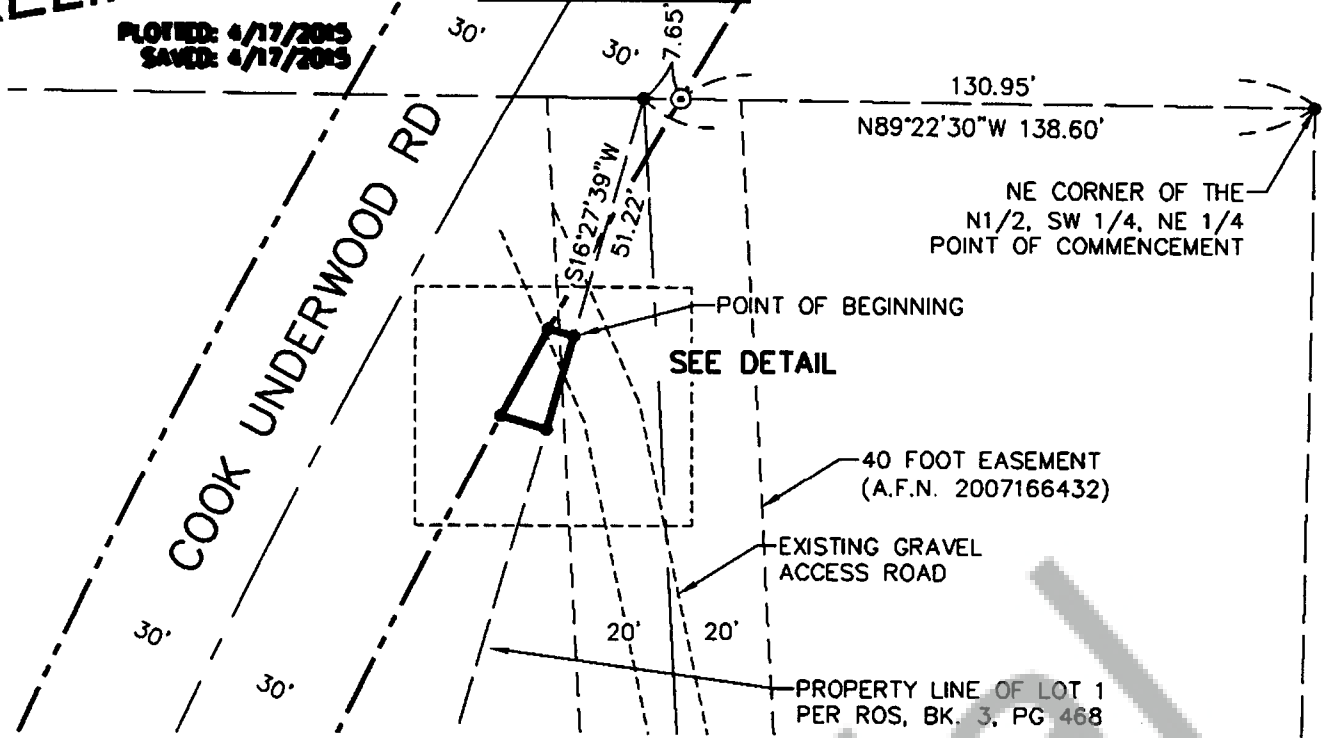 PLOTTED: 4/17/2015
SAVED: 4/17/2015
30'
30'
7.65'
130.95'
N89°22'30"W 138.60'
NE CORNER OF THE
N1/2, SW 1/4, NE 1/4
POINT OF COMMENCEMENT
COOK UNDERWOOD RD
S16°27'39"W
51.22'
POINT OF BEGINNING
SEE DETAIL
40 FOOT EASEMENT
(A.F.N. 2007166432)
EXISTING GRAVEL
ACCESS ROAD
30'
30'
20'
20'
PROPERTY LINE OF LOT 1
PER ROS, BK. 3, PG 468